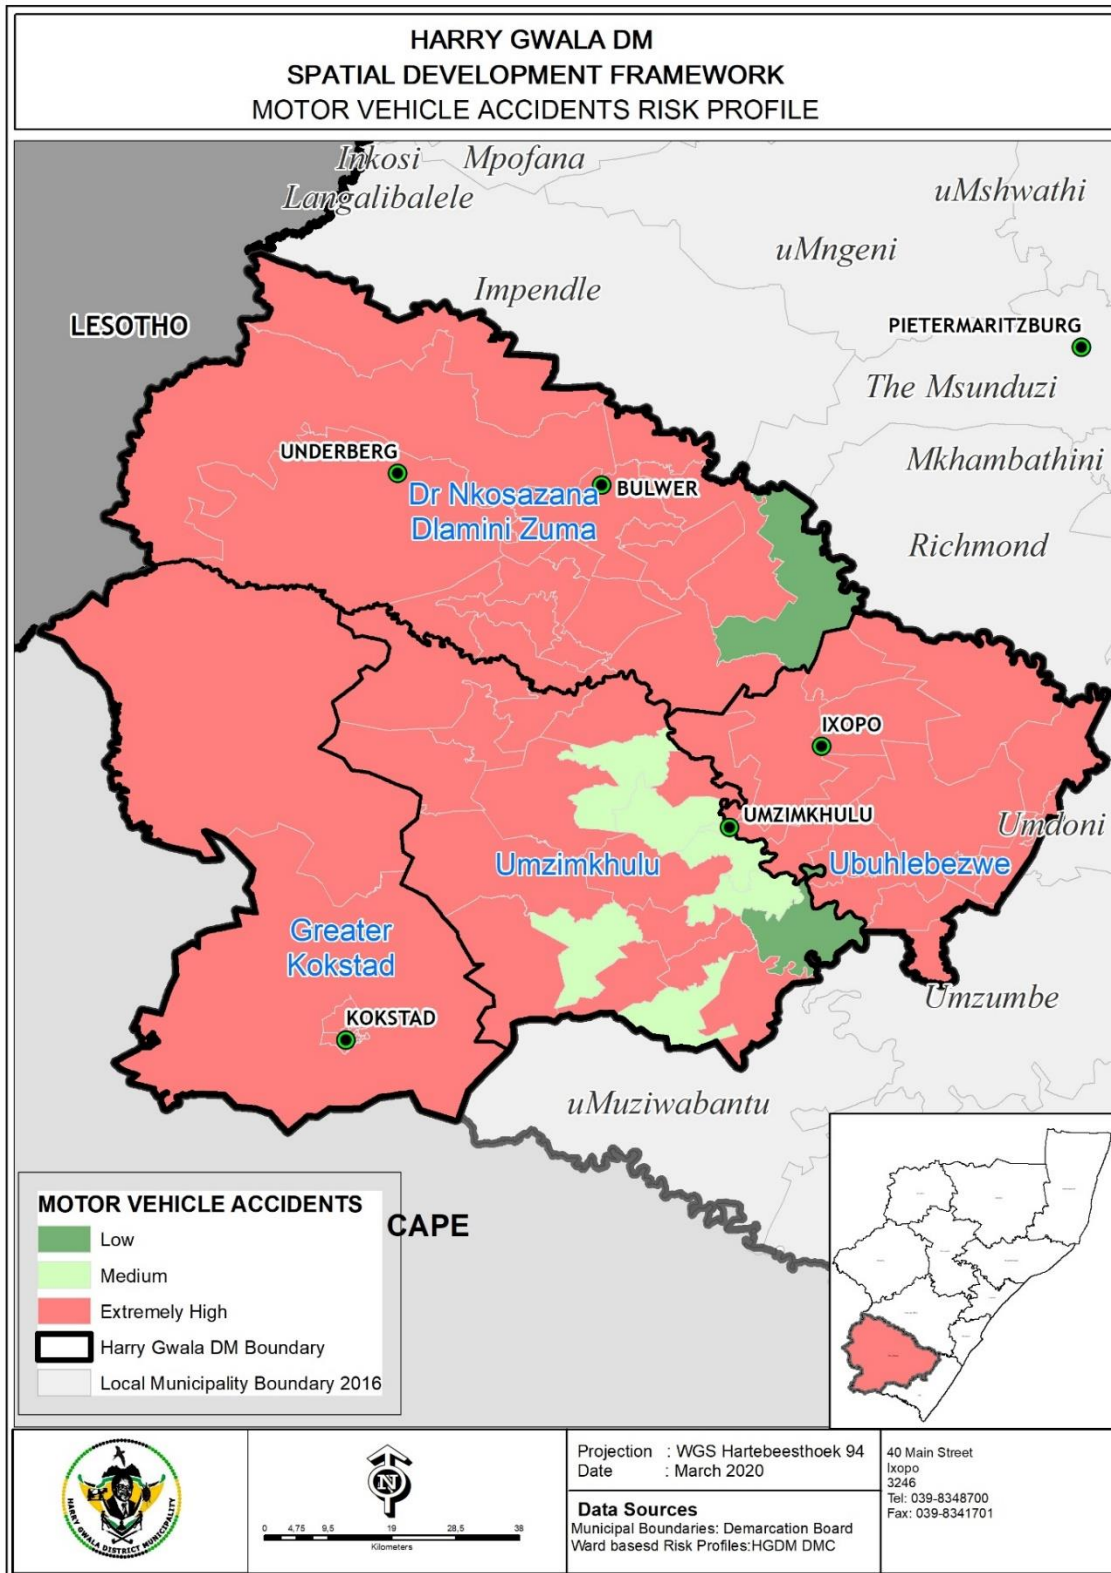 HARRY GWALA DM
SPATIAL DEVELOPMENT FRAMEWORK
MOTOR VEHICLE ACCIDENTS RISK PROFILE
Inkosi
Langalibalele
Mpofana
uMshwathi
uMngeni
Impendle
LESOTHO
PIETERMARITZBURG
The Msunduzi
UNDERBERG
BULWER
Mkhambathini
Dr Nkosazana
Dlamini Zuma
Richmond
IXOPO
UMZIMKHULU
Umdoni
Umzimkhulu
Ubuhlebezwe
Greater
Kokstad
Umzumbe
KOKSTAD
uMuziwabantu
CAPE
MOTOR VEHICLE ACCIDENTS
Low
Medium
Extremely High
Harry Gwala DM Boundary
Local Municipality Boundary 2016
HARRY GWALA DISTRICT MUNICIPALITY
N
0 4,75 9,5 19 28,5 38
Kilometers
Projection : WGS Hartebeesthoek 94
Date : March 2020
Data Sources
Municipal Boundaries: Demarcation Board
Ward basesd Risk Profiles:HGDM DMC
40 Main Street
Ixopo
3246
Tel: 039-8348700
Fax: 039-8341701